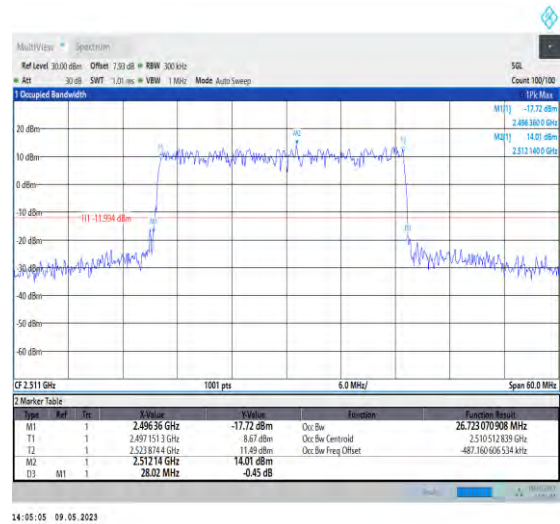 MultiView Spectrum
Ref Level 30.00 dBm Offset 7.93 dB RBW 300 kHz SGL
Att 30 dB SWT 1.01 ms VBW 1 MHz Mode Auto Sweep Count 100/100
1 Occupied Bandwidth 1Pk Max
M1[1] -17.72 dBm
2.496 360 0 GHz
M2[1] 14.01 dBm
2.512 140 0 GHz
20 dBm
10 dBm
0 dBm
-10 dBm
H1 -11.994 dBm
-20 dBm
-30 dBm
-40 dBm
-50 dBm
-60 dBm
T1
M2
T2
M1
D3
CF 2.511 GHz 1001 pts 6.0 MHz/ Span 60.0 MHz
2 Marker Table
Type Ref Trc X-Value Y-Value Function Function Result
M1 1 2.496 36 GHz -17.72 dBm Occ Bw 26.723 070 908 MHz
T1 1 2.497 151 3 GHz 8.67 dBm Occ Bw Centroid 2.510 512 839 GHz
T2 1 2.523 874 4 GHz 11.49 dBm Occ Bw Freq Offset -487.160 606 534 kHz
M2 1 2.512 14 GHz 14.01 dBm
D3 M1 1 28.02 MHz -0.45 dB
Ready
14:05:05 09.05.2023